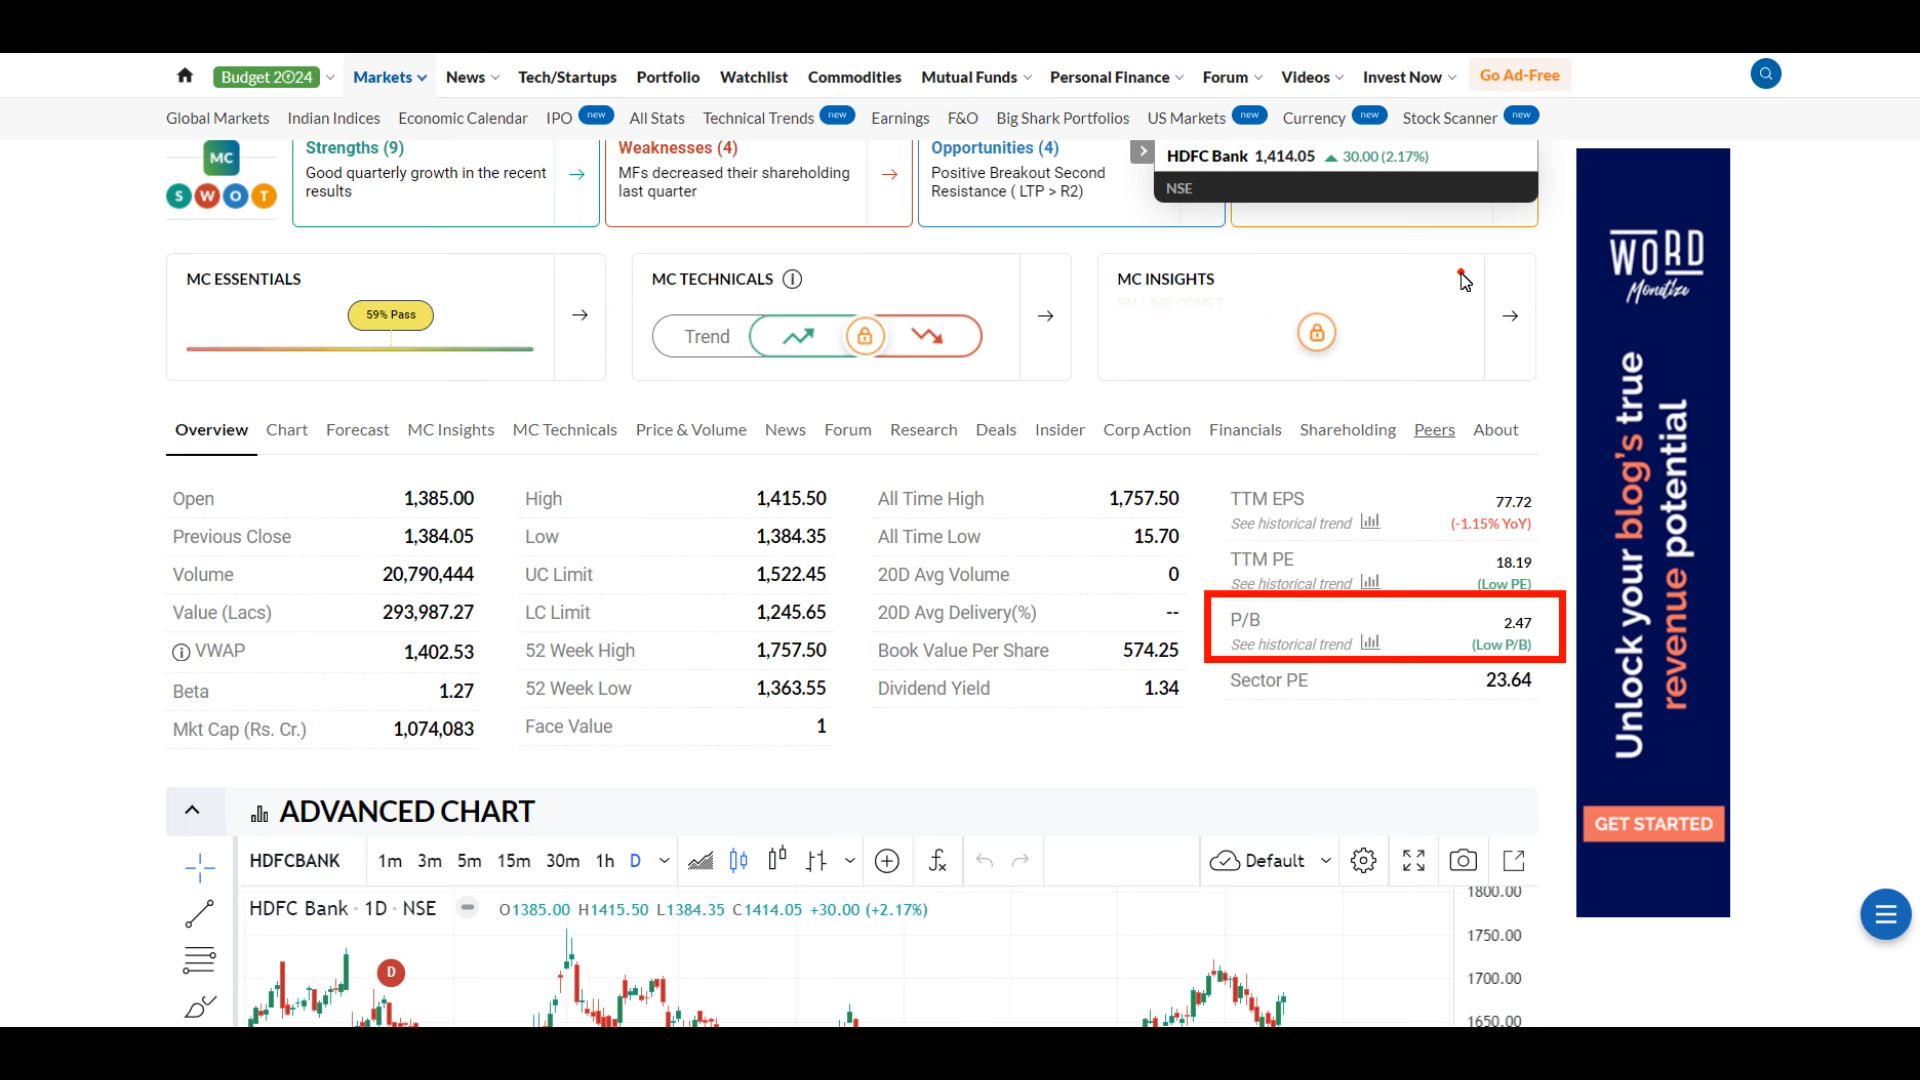 Budget 2024 Markets News Tech/Startups Portfolio Watchlist Commodities Mutual Funds Personal Finance Forum Videos Invest Now Go Ad-Free
Global Markets Indian Indices Economic Calendar IPO new All Stats Technical Trends new Earnings F&O Big Shark Portfolios US Markets new Currency new Stock Scanner new
MC
S W O T
Strengths (9)
Good quarterly growth in the recent
results
Weaknesses (4)
MFs decreased their shareholding
last quarter
Opportunities (4)
Positive Breakout Second
Resistance ( LTP > R2)
HDFC Bank 1,414.05 ▲ 30.00 (2.17%)
NSE
MC ESSENTIALS
59% Pass
MC TECHNICALS
Trend
MC INSIGHTS
FALLING COMET
Overview Chart Forecast MC Insights MC Technicals Price & Volume News Forum Research Deals Insider Corp Action Financials Shareholding Peers About
Open 1,385.00
Previous Close 1,384.05
Volume 20,790,444
Value (Lacs) 293,987.27
VWAP 1,402.53
Beta 1.27
Mkt Cap (Rs. Cr.) 1,074,083
High 1,415.50
Low 1,384.35
UC Limit 1,522.45
LC Limit 1,245.65
52 Week High 1,757.50
52 Week Low 1,363.55
Face Value 1
All Time High 1,757.50
All Time Low 15.70
20D Avg Volume 0
20D Avg Delivery(%) --
Book Value Per Share 574.25
Dividend Yield 1.34
TTM EPS 77.72
See historical trend (-1.15% YoY)
TTM PE 18.19
See historical trend (Low PE)
P/B 2.47
See historical trend (Low P/B)
Sector PE 23.64
ADVANCED CHART
HDFCBANK 1m 3m 5m 15m 30m 1h D Default
HDFC Bank · 1D · NSE O1385.00 H1415.50 L1384.35 C1414.05 +30.00 (+2.17%)
D
1800.00
1750.00
1700.00
1650.00
WORD
Monetize
Unlock your blog's true
revenue potential
GET STARTED